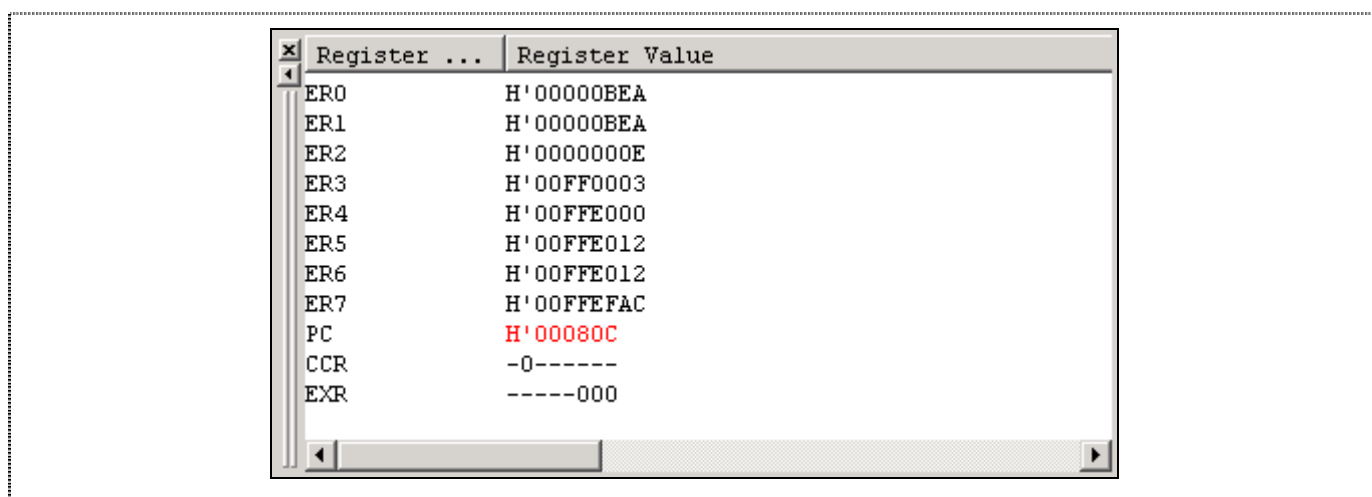 Register ... Register Value
ER0 H'00000BEA
ER1 H'00000BEA
ER2 H'0000000E
ER3 H'00FF0003
ER4 H'00FFE000
ER5 H'00FFE012
ER6 H'00FFE012
ER7 H'00FFEFAC
PC H'00080C
CCR -0------
EXR -----000